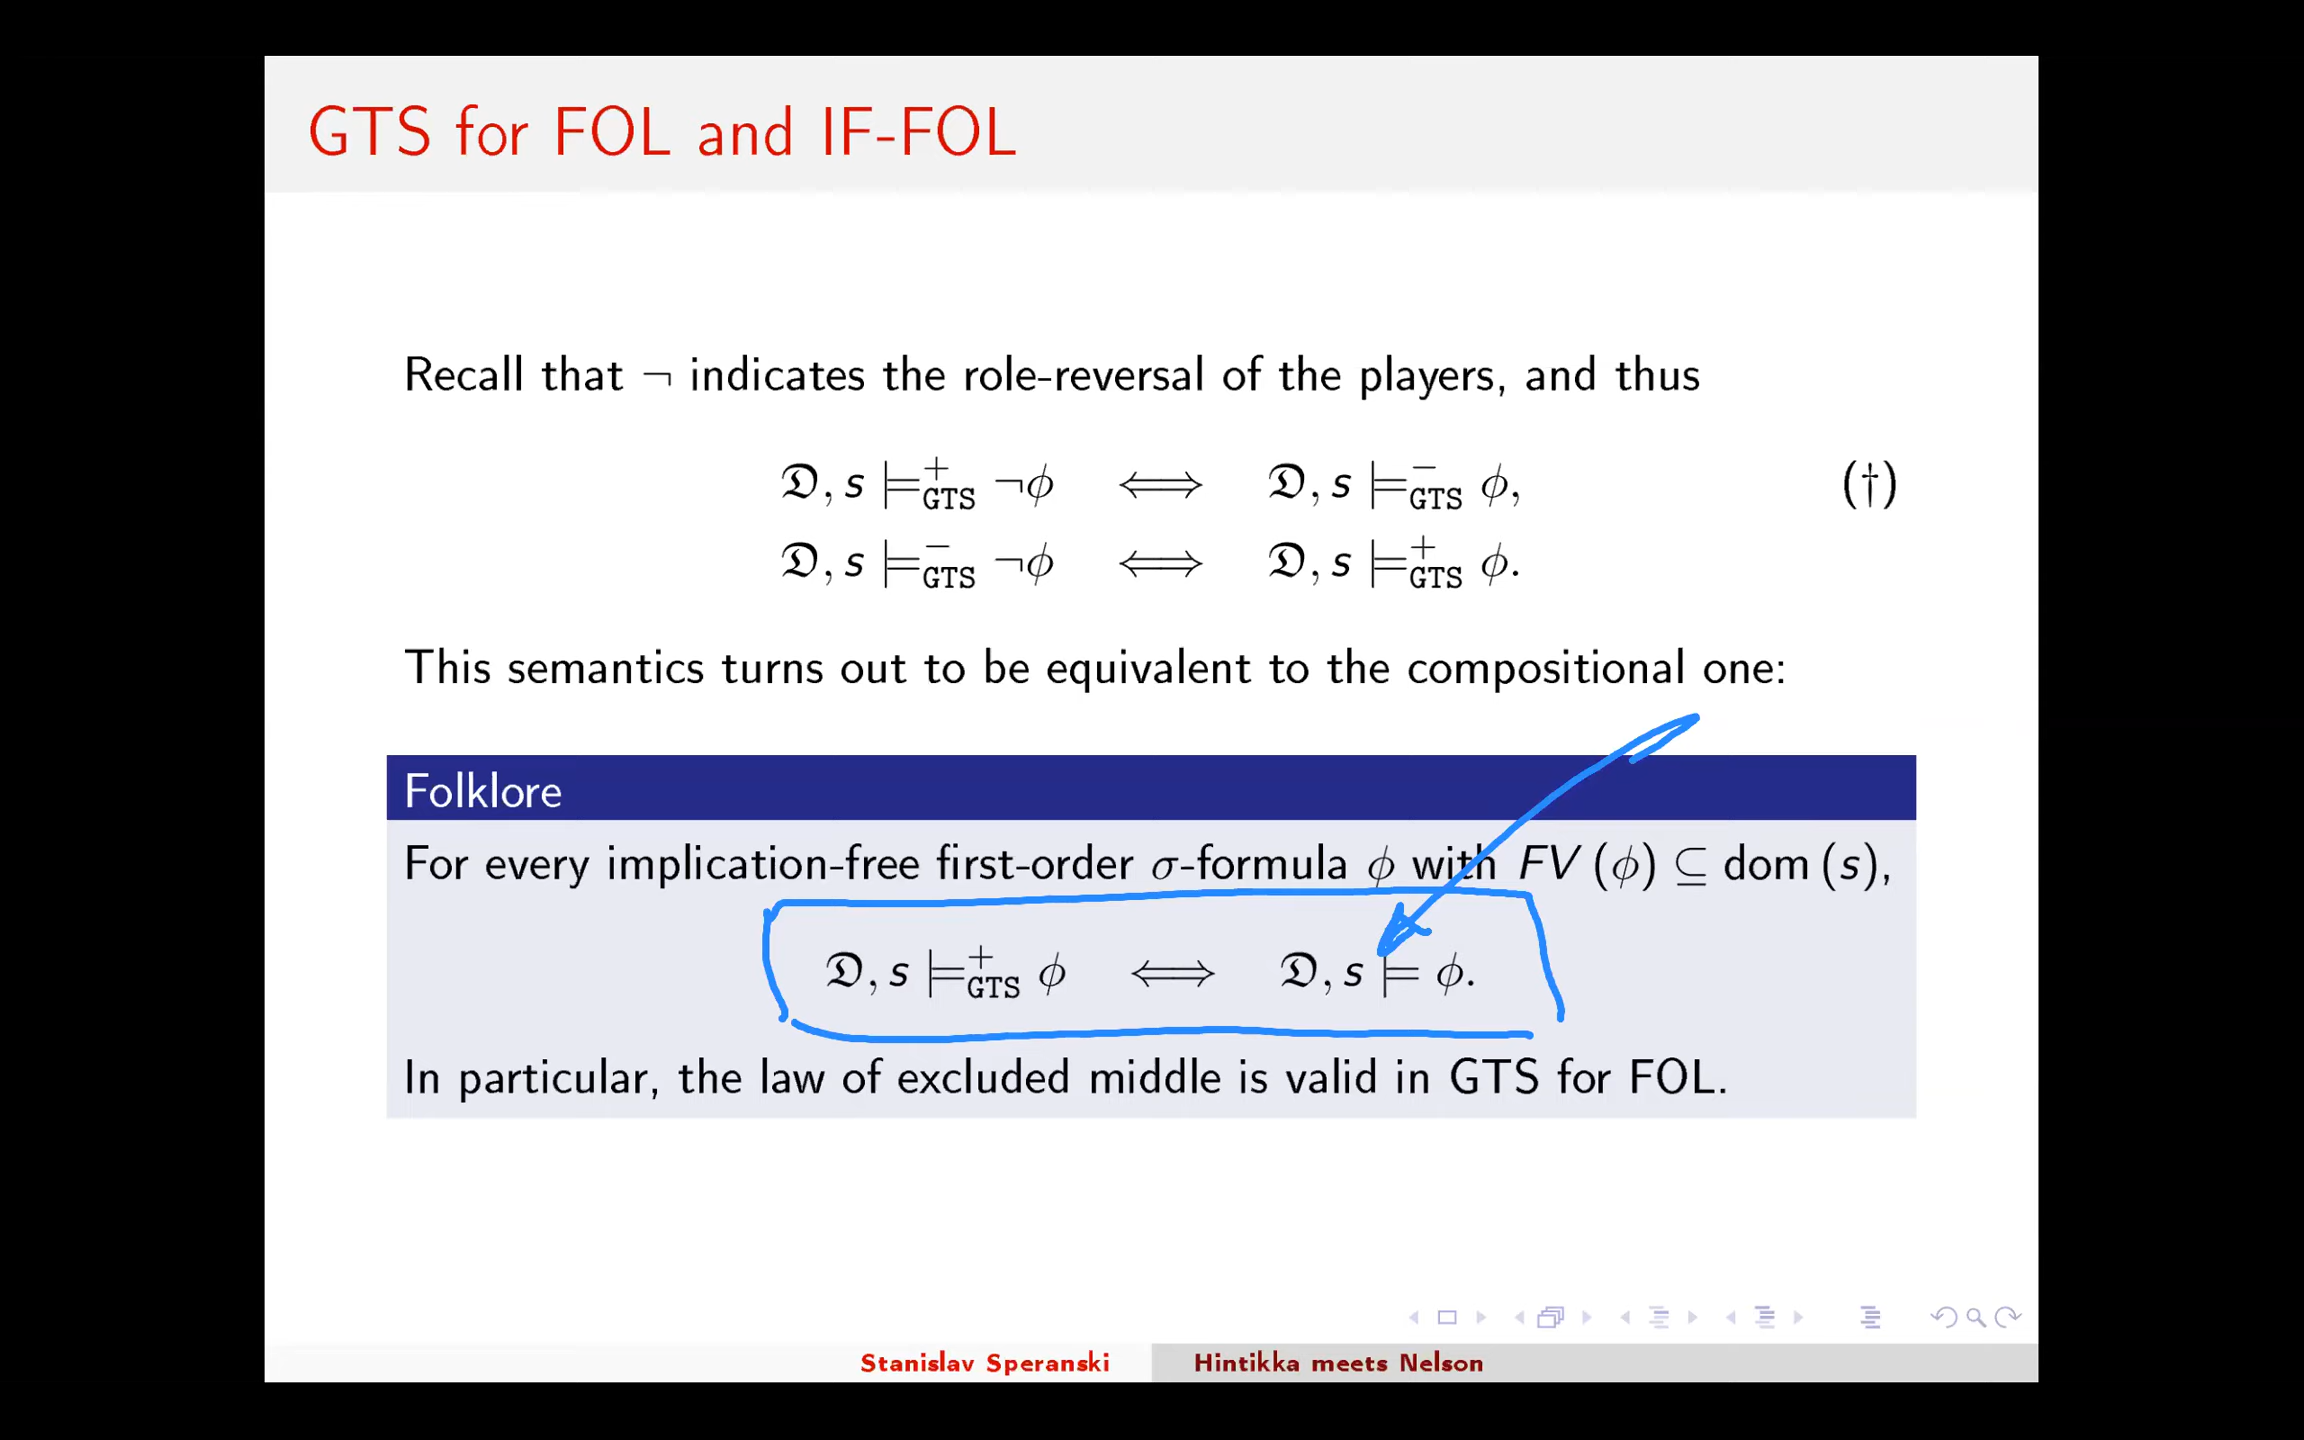 GTS for FOL and IF-FOL
Recall that ¬ indicates the role-reversal of the players, and thus
𝔇, s ⊨⁺_GTS ¬ϕ ⟺ 𝔇, s ⊨⁻_GTS ϕ, (†)
𝔇, s ⊨⁻_GTS ¬ϕ ⟺ 𝔇, s ⊨⁺_GTS ϕ.
This semantics turns out to be equivalent to the compositional one:
Folklore
For every implication-free first-order σ-formula ϕ with FV (ϕ) ⊆ dom (s),
𝔇, s ⊨⁺_GTS ϕ ⟺ 𝔇, s ⊨ ϕ.
In particular, the law of excluded middle is valid in GTS for FOL.
Stanislav Speranski Hintikka meets Nelson